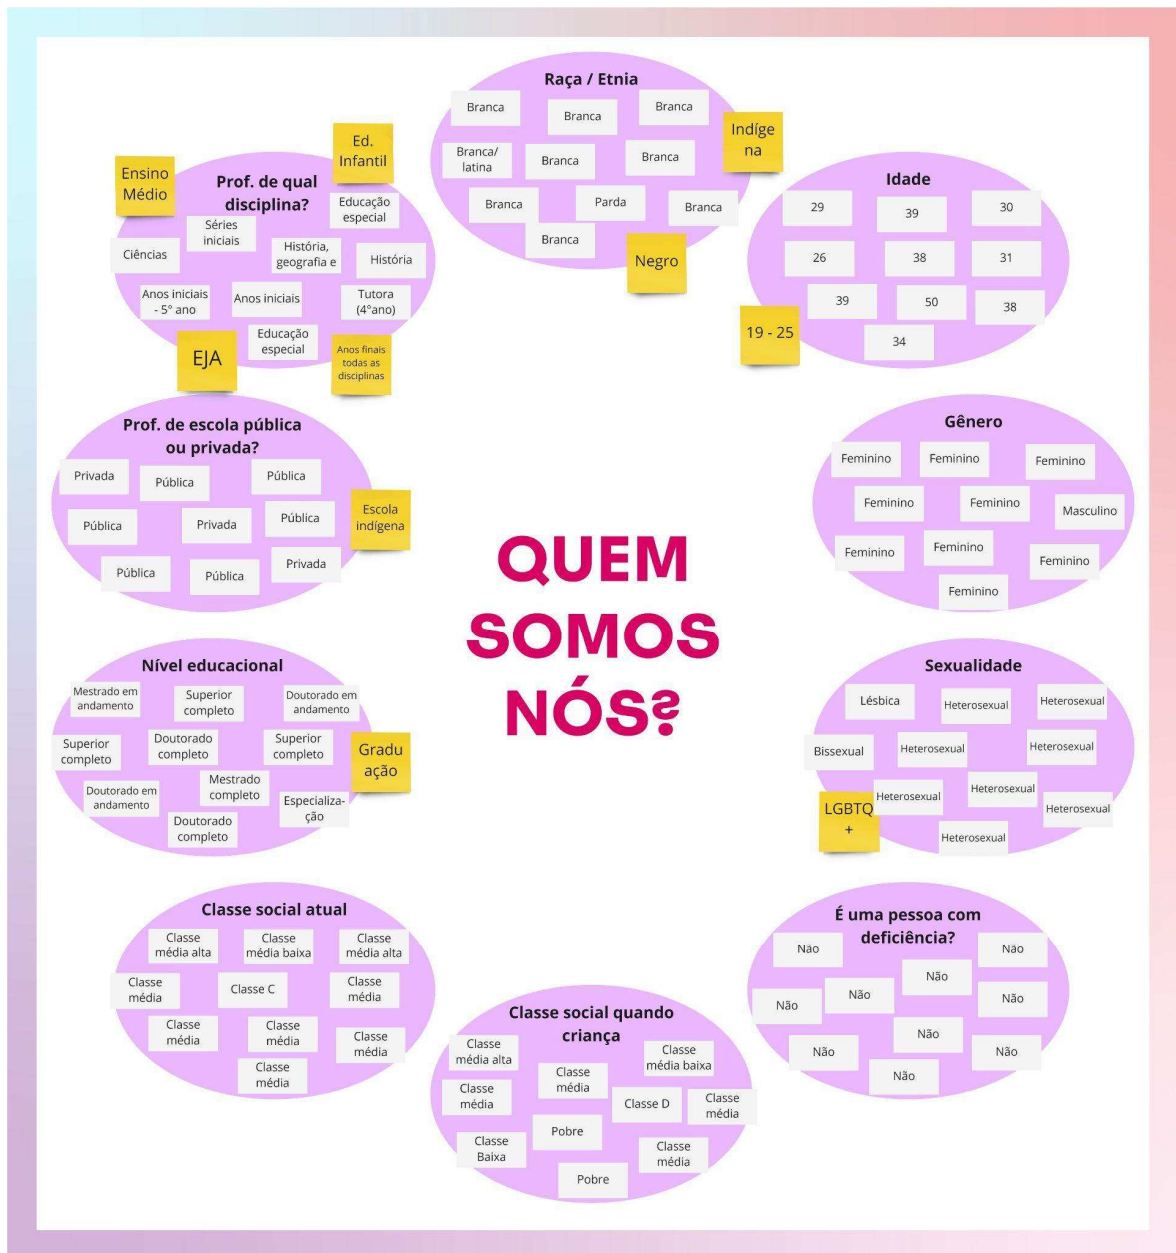 Raça / Etnia
Branca
Branca
Branca
Branca/
latina
Branca
Branca
Branca
Parda
Branca
Branca
Indíge
na
Negro
Ensino
Médio
Ed.
Infantil
Prof. de qual
disciplina?
Educação
especial
Séries
iniciais
Ciências
História,
geografia e
História
Anos iniciais
- 5° ano
Anos iniciais
Tutora
(4°ano)
Educação
especial
EJA
Anos finais
todas as
disciplinas
Idade
29
39
30
26
38
31
39
50
38
34
19 - 25
Prof. de escola pública
ou privada?
Privada
Pública
Pública
Pública
Privada
Pública
Pública
Pública
Privada
Escola
indígena
Gênero
Feminino
Feminino
Feminino
Feminino
Feminino
Masculino
Feminino
Feminino
Feminino
Feminino
QUEM
SOMOS
NÓS?
Nível educacional
Mestrado em
andamento
Superior
completo
Doutorado em
andamento
Superior
completo
Doutorado
completo
Superior
completo
Doutorado em
andamento
Mestrado
completo
Especializa-
ção
Doutorado
completo
Gradu
ação
Sexualidade
Lésbica
Heterosexual
Heterosexual
Bissexual
Heterosexual
Heterosexual
Heterosexual
Heterosexual
Heterosexual
Heterosexual
LGBTQ
+
Classe social atual
Classe
média alta
Classe
média baixa
Classe
média alta
Classe
média
Classe C
Classe
média
Classe
média
Classe
média
Classe
média
Classe
média
Classe social quando
criança
Classe
média alta
Classe
média
Classe
média baixa
Classe
média
Classe D
Classe
média
Classe
Baixa
Pobre
Classe
média
Pobre
É uma pessoa com
deficiência?
Não
Não
Não
Não
Não
Não
Não
Não
Não
Não